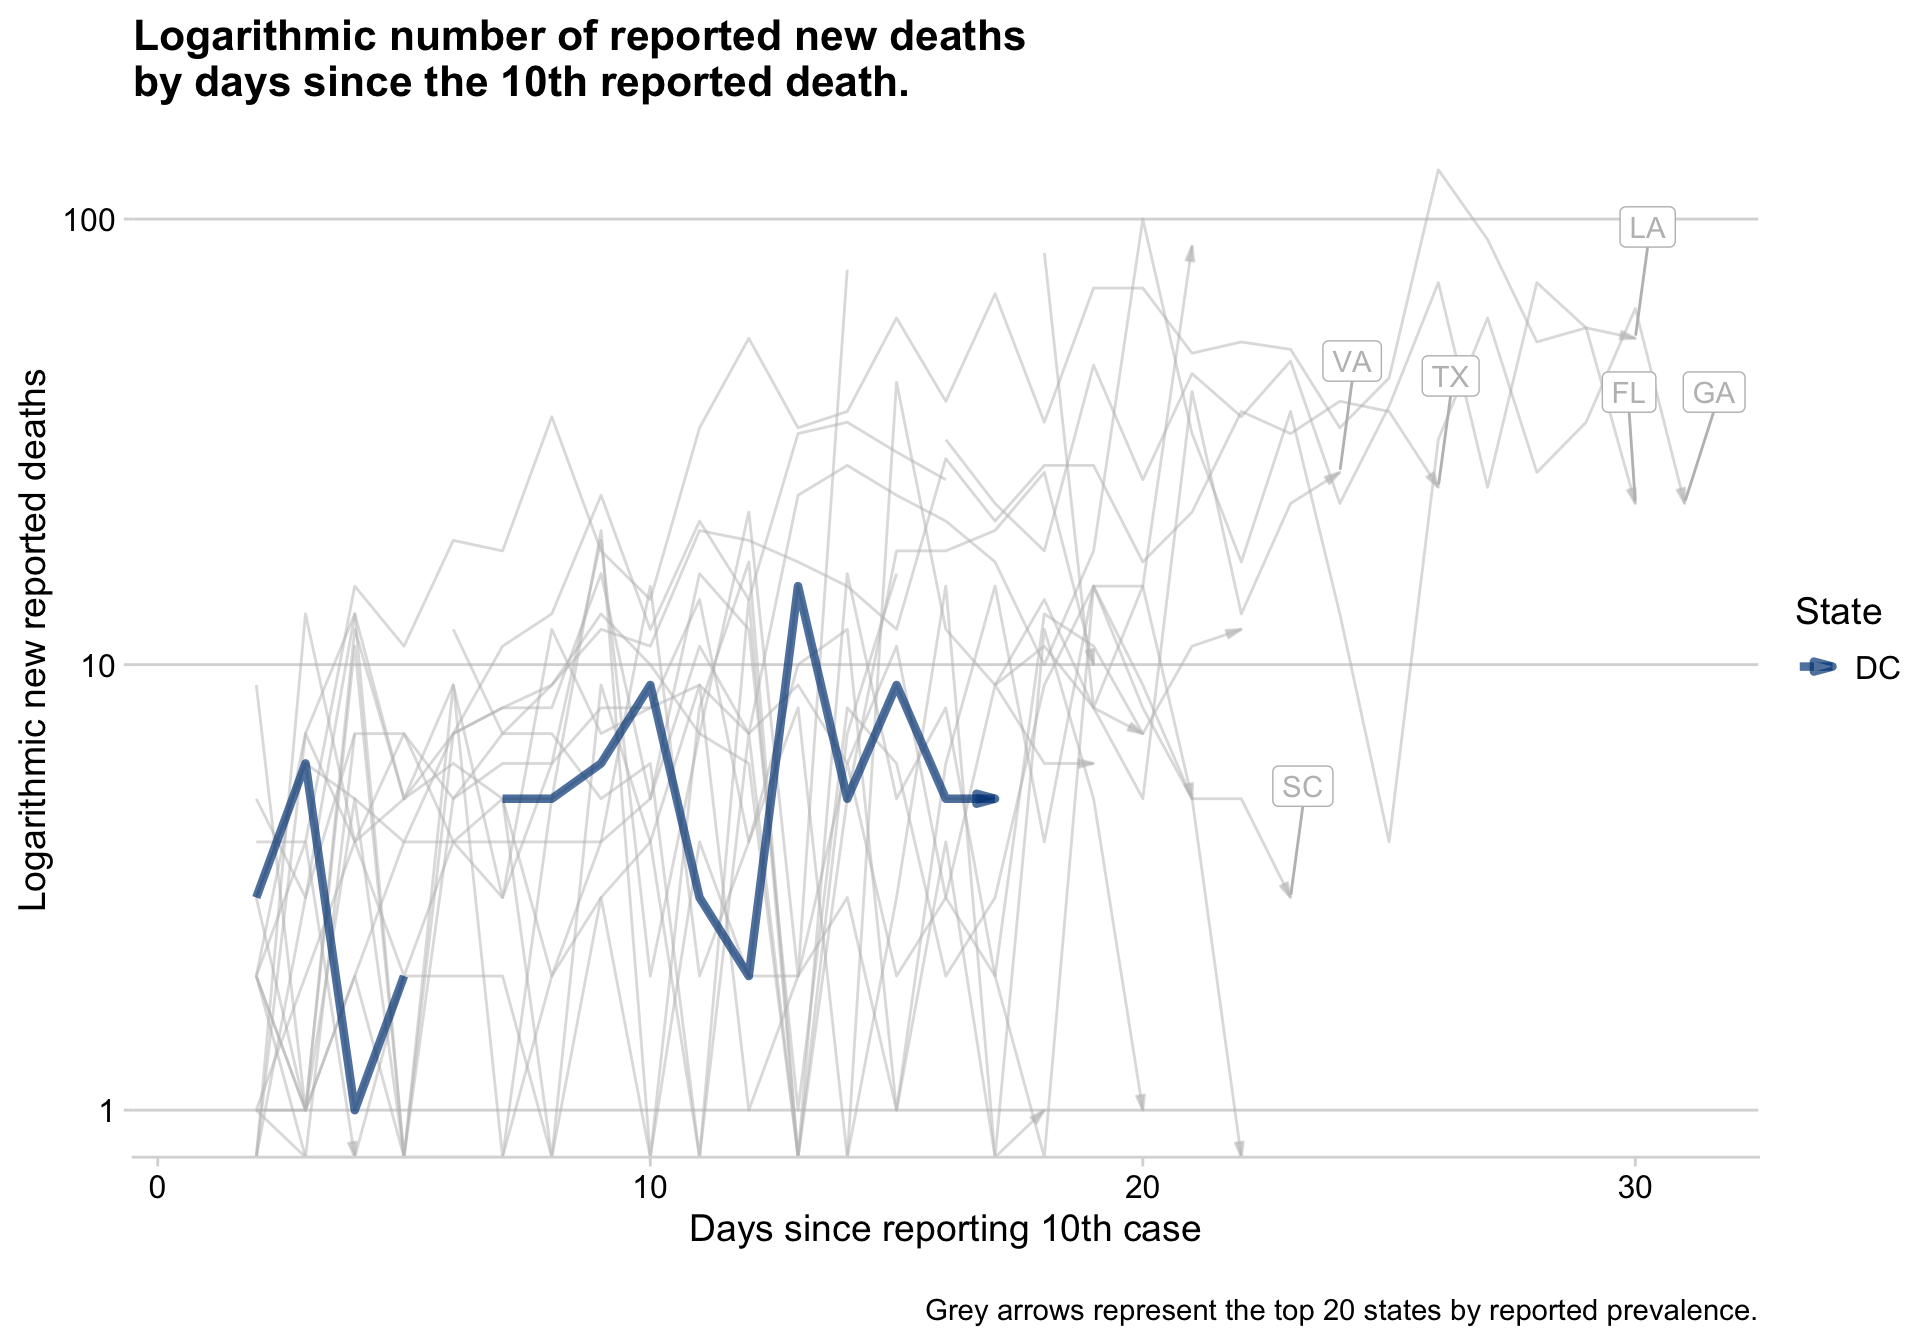 Logarithmic number of reported new deaths
by days since the 10th reported death.
Logarithmic new reported deaths
100
10
1
LA
VA
TX
FL
GA
SC
State
DC
0
10
20
30
Days since reporting 10th case
Grey arrows represent the top 20 states by reported prevalence.